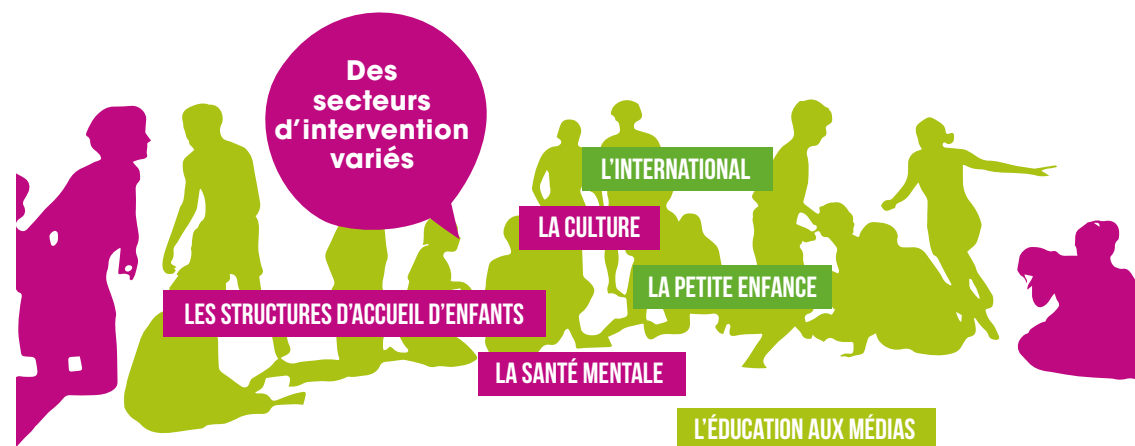 Des
secteurs
d'intervention
variés
L'INTERNATIONAL
LA CULTURE
LA PETITE ENFANCE
LES STRUCTURES D'ACCUEIL D'ENFANTS
LA SANTÉ MENTALE
L'ÉDUCATION AUX MÉDIAS